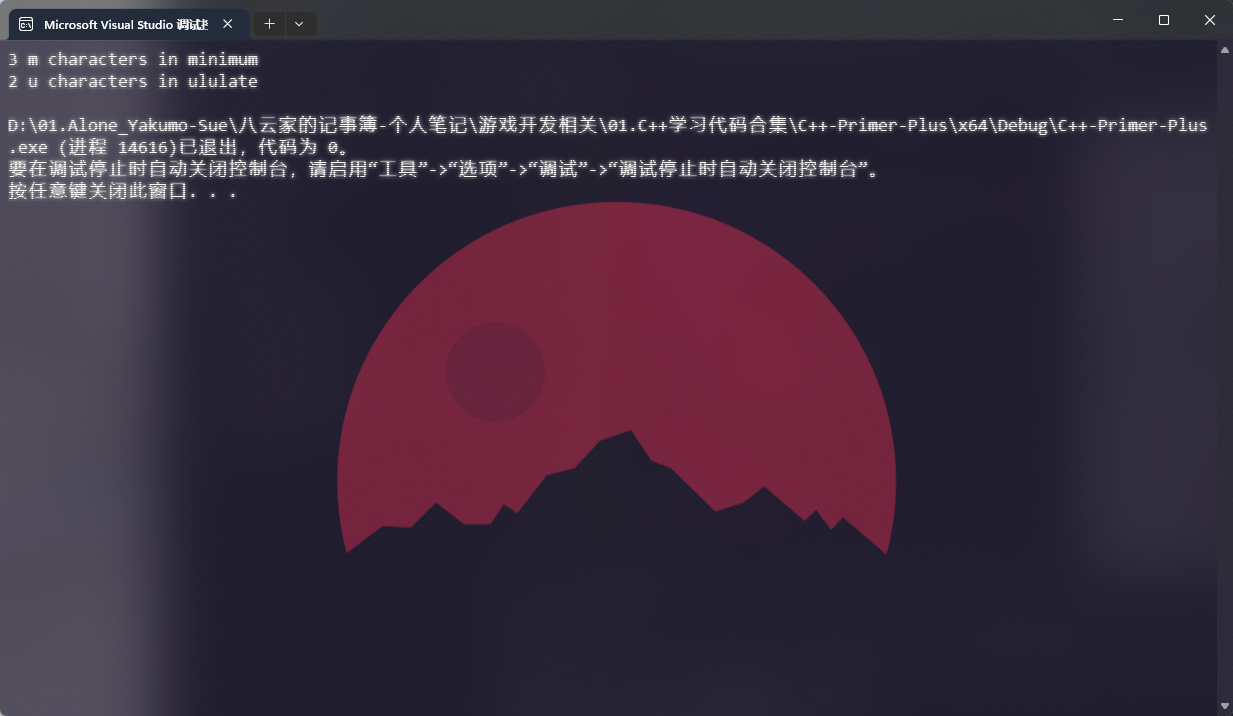 Microsoft Visual Studio 调试
3 m characters in minimum
2 u characters in ululate
D:\01.Alone_Yakumo-Sue\八云家的记事簿-个人笔记\游戏开发相关\01.C++学习代码合集\C++-Primer-Plus\x64\Debug\C++-Primer-Plus
.exe (进程 14616)已退出，代码为 0。
要在调试停止时自动关闭控制台，请启用“工具”->“选项”->“调试”->“调试停止时自动关闭控制台”。
按任意键关闭此窗口. . .